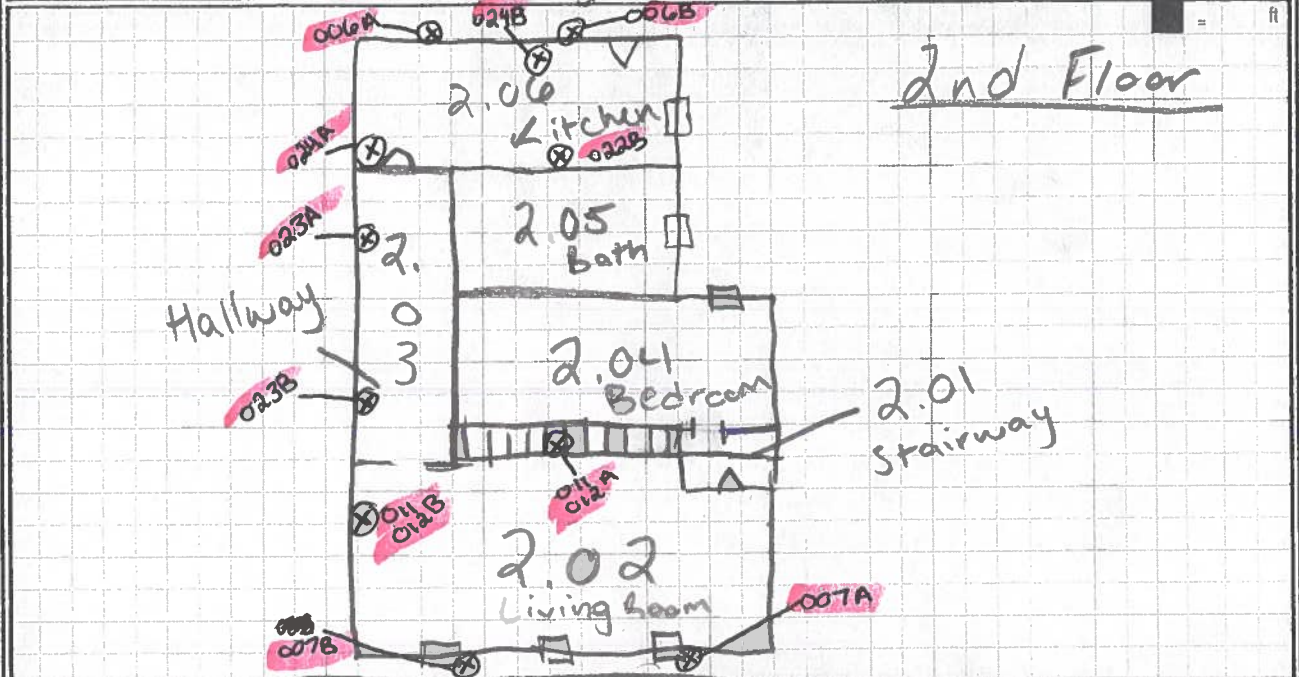 006A
024B
006B
= ft
2nd Floor
2.06
Kitchen
024A
022B
023A
2.05
Bath
2.
0
3
Hallway
2.04
Bedroom
023B
2.01
Stairway
011
012A
011
012B
2.02
Living Room
007A
007B